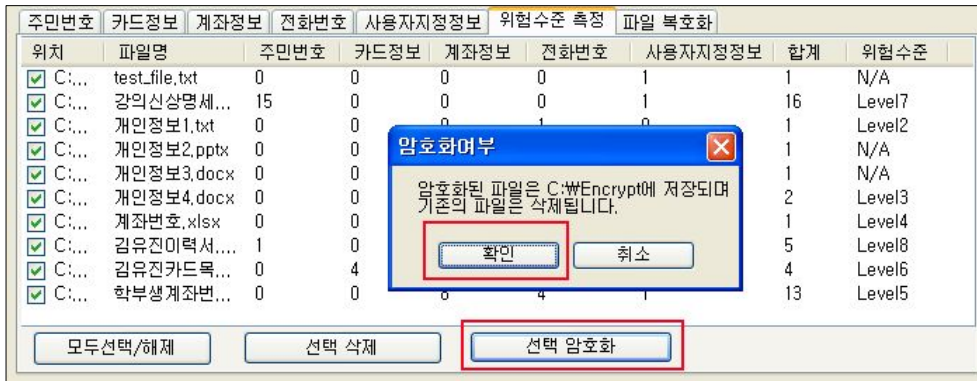 주민번호 카드정보 계좌정보 전화번호 사용자지정정보 위험수준 측정 파일 복호화
위치 파일명 주민번호 카드정보 계좌정보 전화번호 사용자지정정보 합계 위험수준
C:... test_file.txt 0 0 0 0 1 1 N/A
C:... 강의신상명세... 15 0 0 0 1 16 Level7
C:... 개인정보1.txt 0 0 0 1 0 1 Level2
C:... 개인정보2.pptx 0 0 1 N/A
C:... 개인정보3.docx 0 0 1 N/A
C:... 개인정보4.docx 0 0 2 Level3
C:... 계좌번호.xlsx 0 0 1 Level4
C:... 김유진이력서.... 1 0 5 Level8
C:... 김유진카드목... 0 4 4 Level6
C:... 학부생계좌번... 0 0 8 4 1 13 Level5
암호화여부
암호화된 파일은 C:₩Encrypt에 저장되며
기존의 파일은 삭제됩니다.
확인 취소
모두선택/해제 선택 삭제 선택 암호화